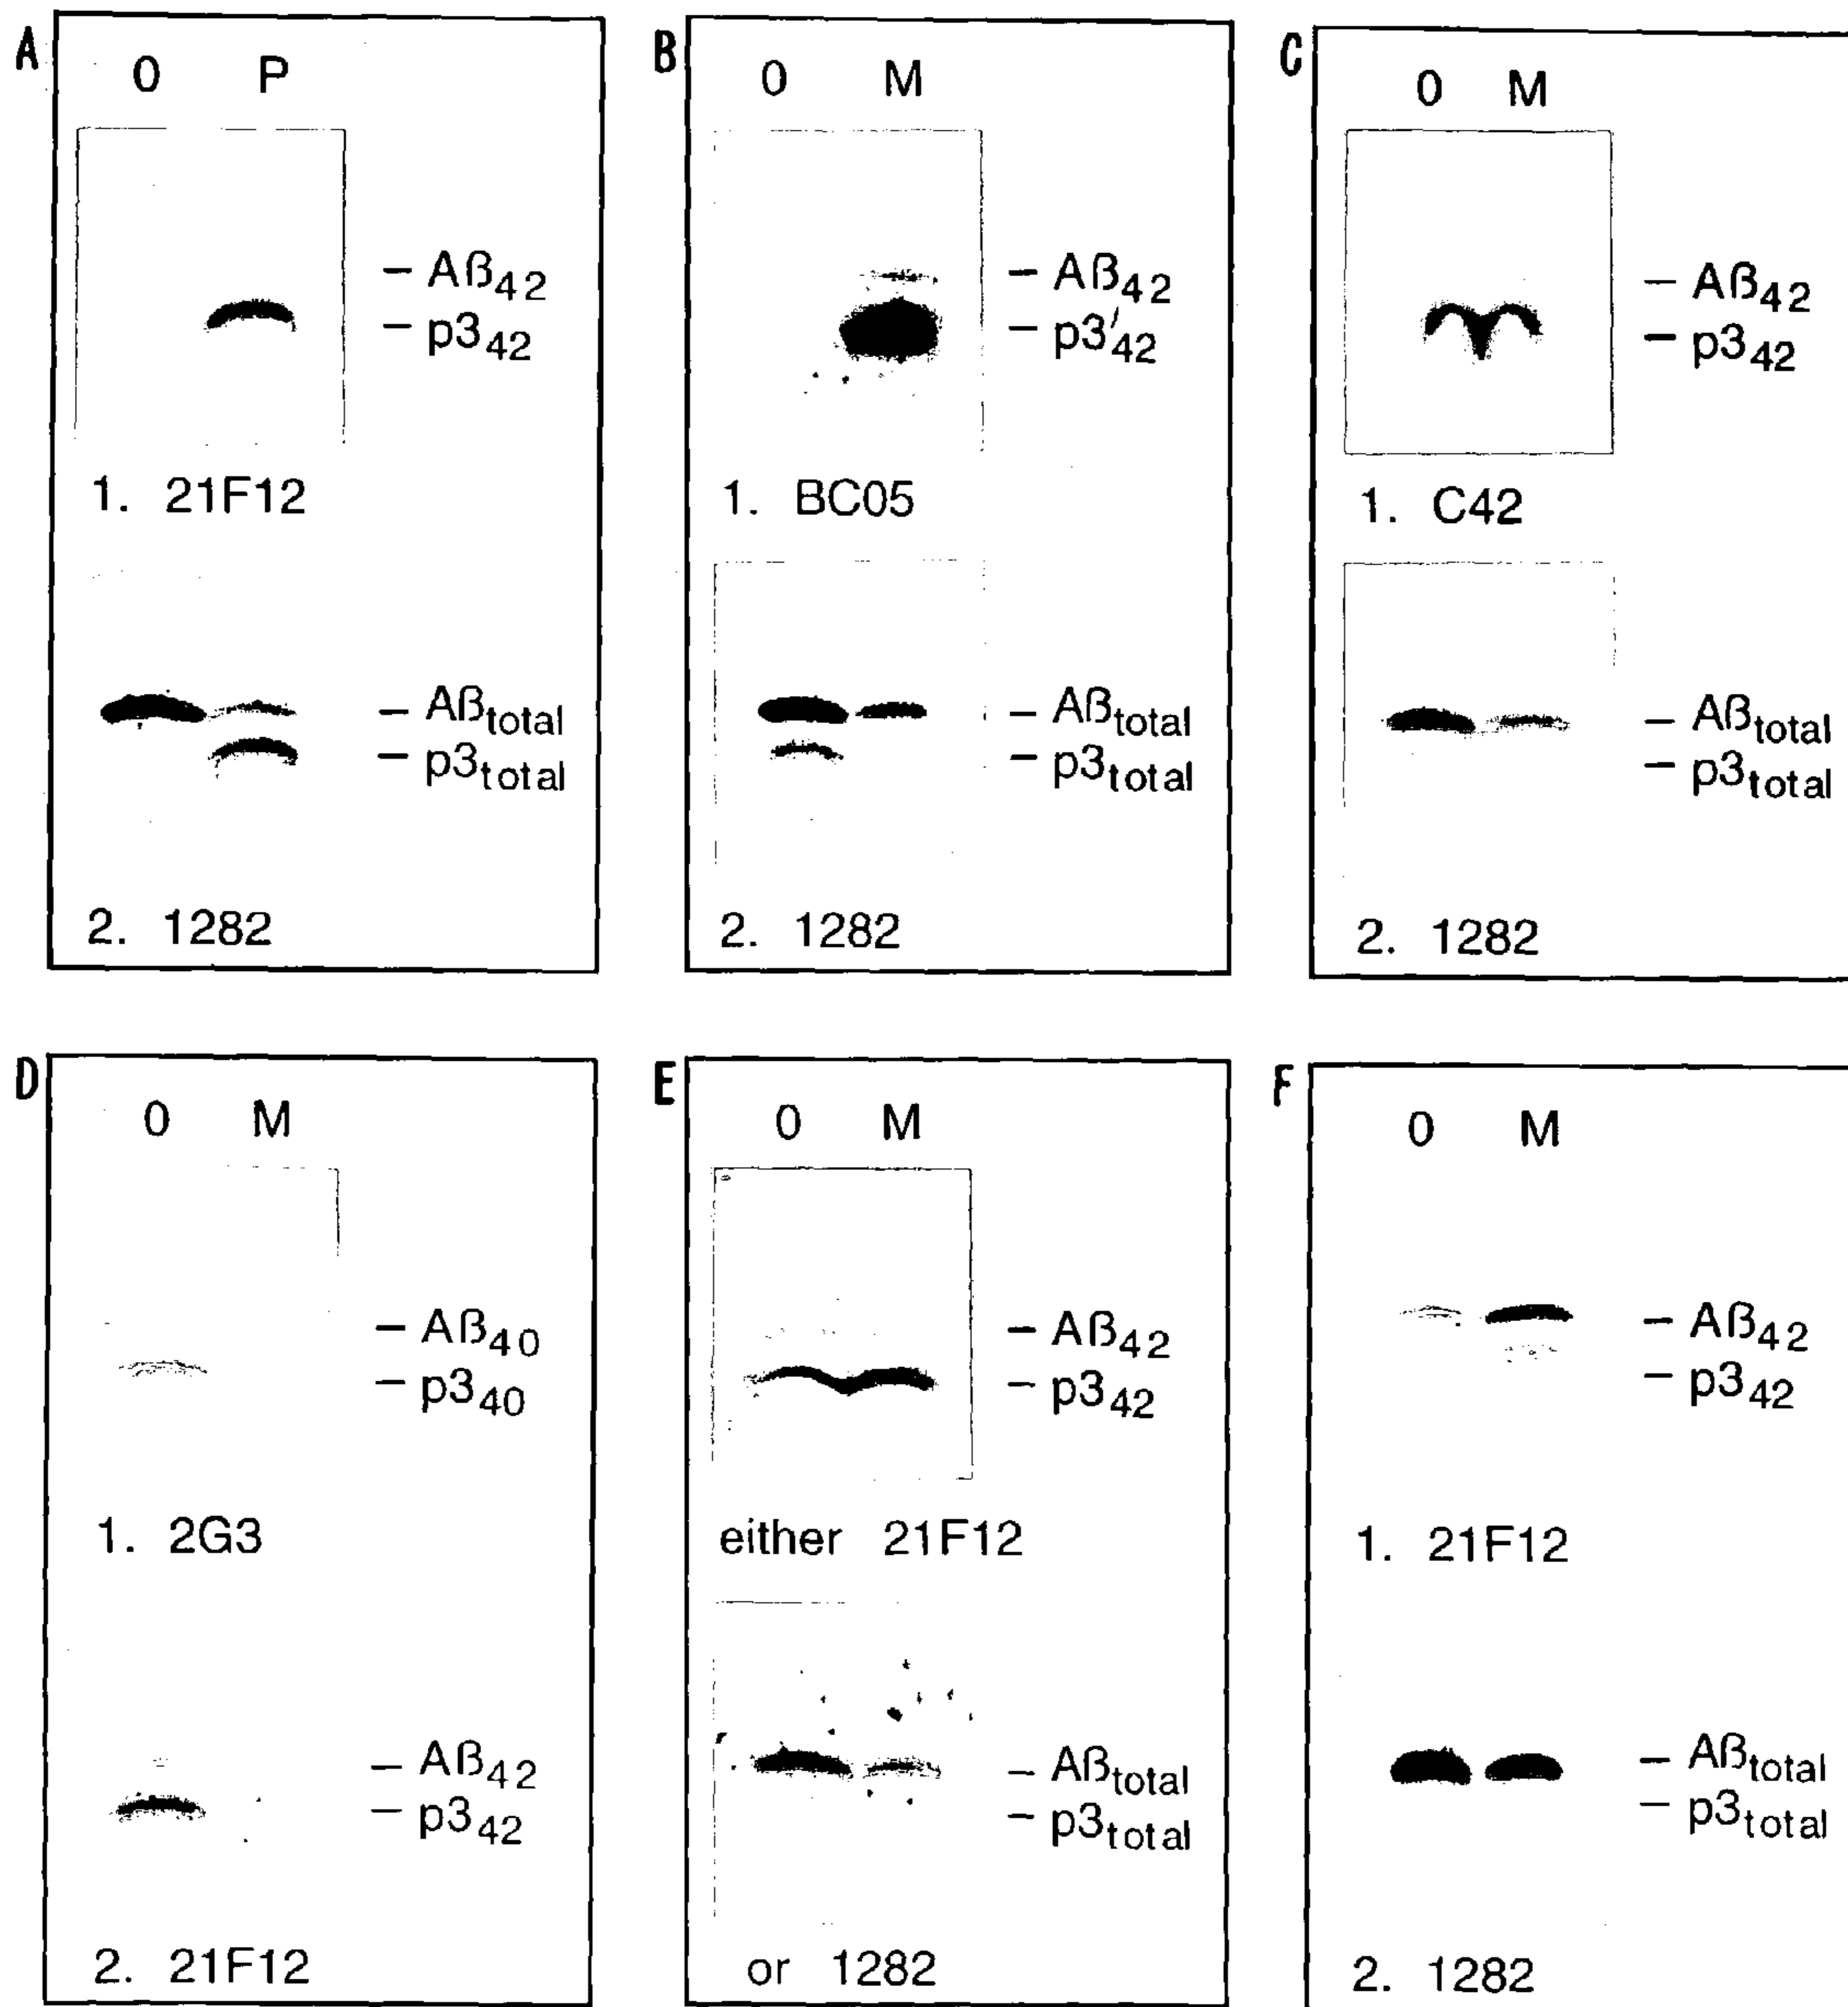 A
0 P
– Aß42
– p342
1. 21F12
– Aßtotal
– p3total
2. 1282
B
0 M
– Aß42
– p3'42
1. BC05
– Aßtotal
– p3total
2. 1282
C
0 M
– Aß42
– p342
1. C42
– Aßtotal
– p3total
2. 1282
D
0 M
– Aß40
– p340
1. 2G3
– Aß42
– p342
2. 21F12
E
0 M
– Aß42
– p342
either 21F12
– Aßtotal
– p3total
or 1282
F
0 M
– Aß42
– p342
1. 21F12
– Aßtotal
– p3total
2. 1282